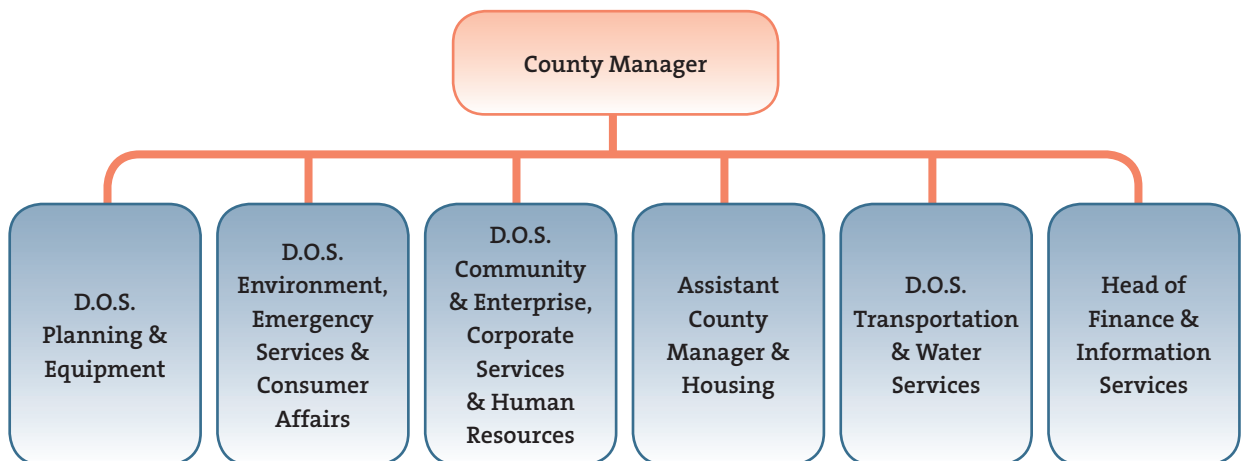 County Manager
D.O.S.
Planning &
Equipment
D.O.S.
Environment,
Emergency
Services &
Consumer
Affairs
D.O.S.
Community
& Enterprise,
Corporate
Services
& Human
Resources
Assistant
County
Manager &
Housing
D.O.S.
Transportation
& Water
Services
Head of
Finance &
Information
Services